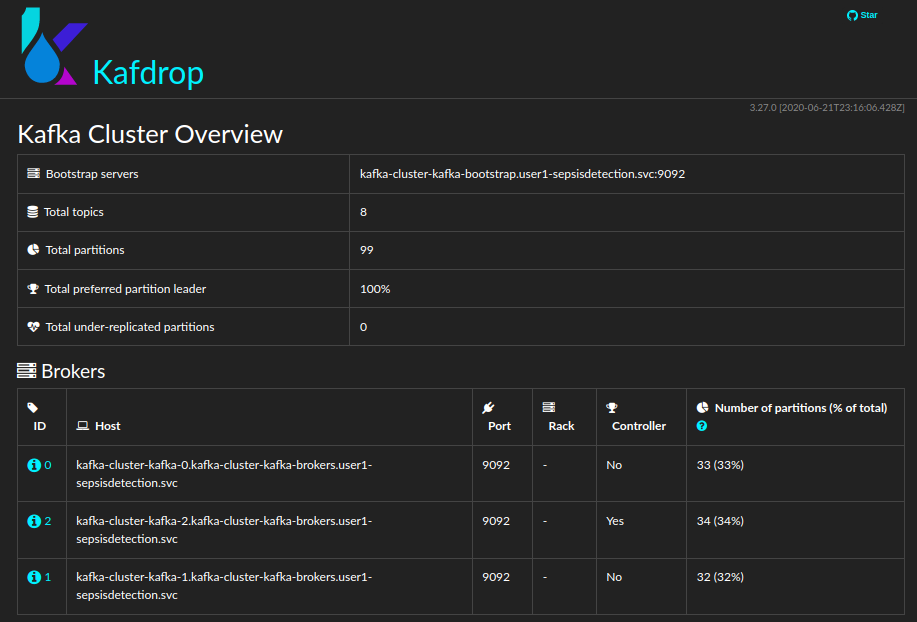 Star
Kafdrop
3.27.0 [2020-06-21T23:16:06.428Z]
Kafka Cluster Overview
Bootstrap servers kafka-cluster-kafka-bootstrap.user1-sepsisdetection.svc:9092
Total topics 8
Total partitions 99
Total preferred partition leader 100%
Total under-replicated partitions 0
Brokers
ID Host Port Rack Controller Number of partitions (% of total)
0 kafka-cluster-kafka-0.kafka-cluster-kafka-brokers.user1- 9092 - No 33 (33%)
sepsisdetection.svc
2 kafka-cluster-kafka-2.kafka-cluster-kafka-brokers.user1- 9092 - Yes 34 (34%)
sepsisdetection.svc
1 kafka-cluster-kafka-1.kafka-cluster-kafka-brokers.user1- 9092 - No 32 (32%)
sepsisdetection.svc